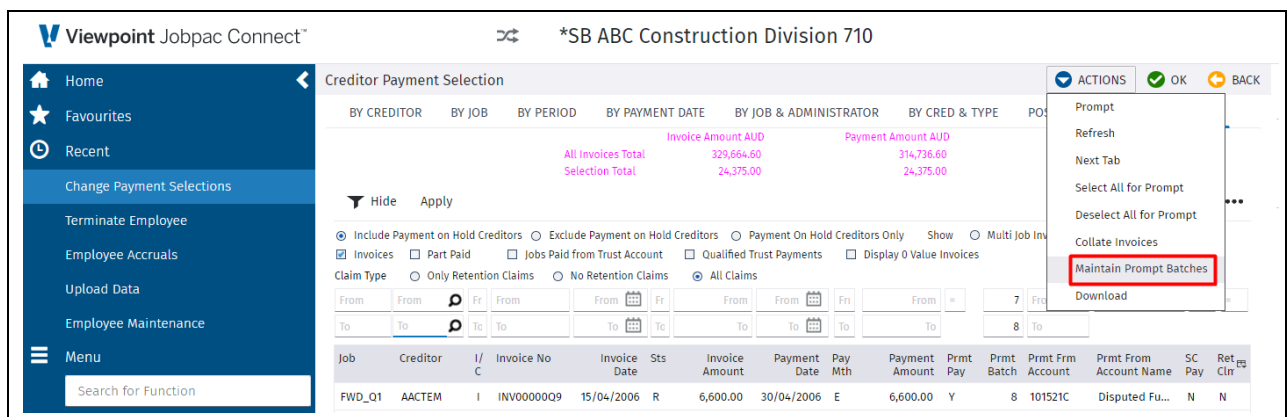 Viewpoint Jobpac Connect™ *SB ABC Construction Division 710
Home
Favourites
Recent
Change Payment Selections
Terminate Employee
Employee Accruals
Upload Data
Employee Maintenance
Menu
Search for Function
Creditor Payment Selection
ACTIONS OK BACK
BY CREDITOR BY JOB BY PERIOD BY PAYMENT DATE BY JOB & ADMINISTRATOR BY CRED & TYPE POS
Invoice Amount AUD Payment Amount AUD
All Invoices Total 329,664.60 314,736.60
Selection Total 24,375.00 24,375.00
Prompt
Refresh
Next Tab
Select All for Prompt
Deselect All for Prompt
Collate Invoices
Maintain Prompt Batches
Download
Hide Apply
Include Payment on Hold Creditors Exclude Payment on Hold Creditors Payment On Hold Creditors Only Show Multi Job Inv
Invoices Part Paid Jobs Paid from Trust Account Qualified Trust Payments Display 0 Value Invoices
Claim Type Only Retention Claims No Retention Claims All Claims
From From Fr From From Fr From From Fri From = 7 Fro =
To To Tc To To Tc To To To To 8 To
Job Creditor I/C Invoice No Invoice Date Sts Invoice Amount Payment Date Pay Mth Payment Amount Prmt Pay Prmt Batch Prmt Frm Account Prmt From Account Name SC Pay Ret Clm
FWD_Q1 AACTEM I INV00000Q9 15/04/2006 R 6,600.00 30/04/2006 E 6,600.00 Y 8 101521C Disputed Fu... N N